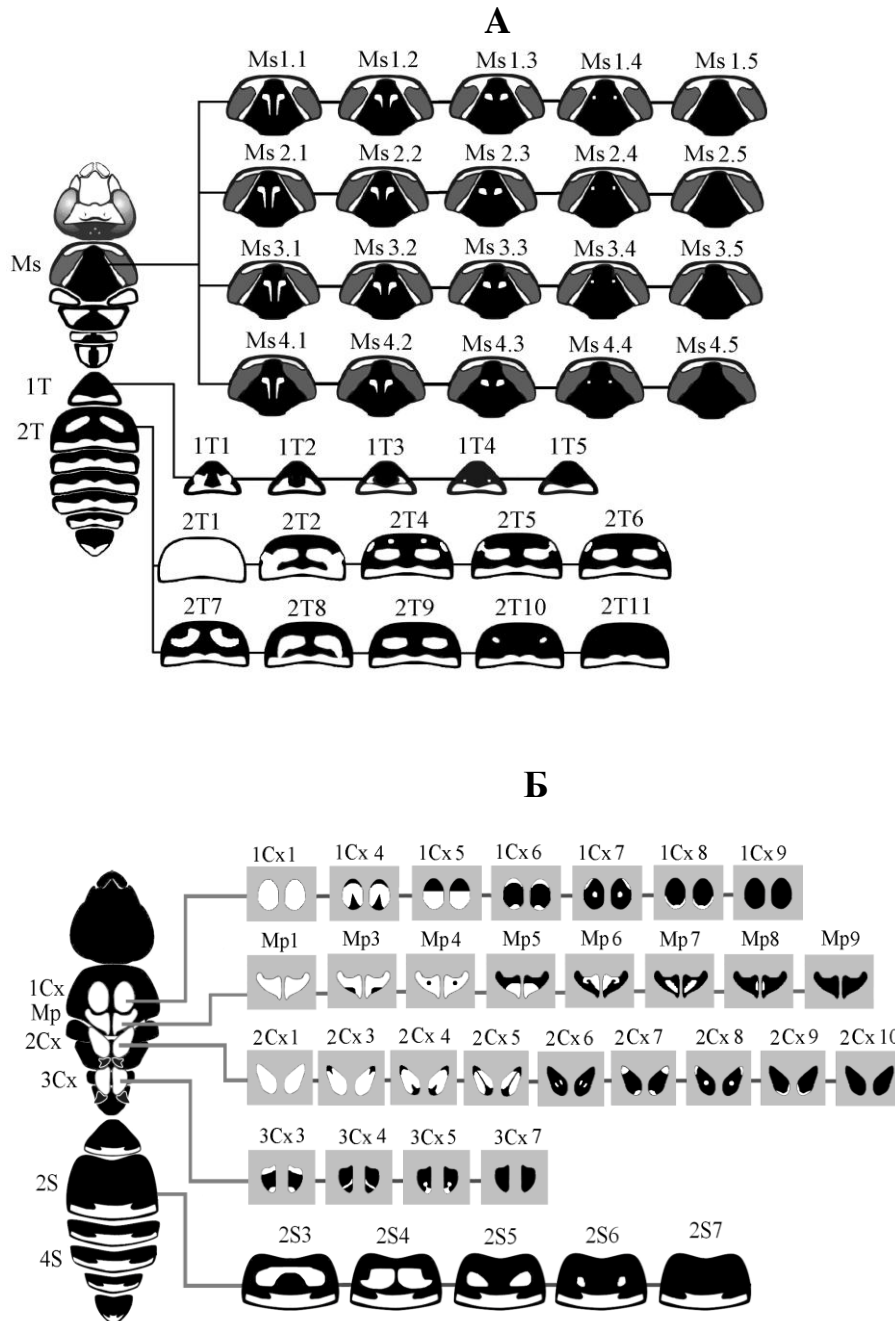 А
Ms1.1 Ms1.2 Ms1.3 Ms1.4 Ms1.5
Ms2.1 Ms2.2 Ms2.3 Ms2.4 Ms2.5
Ms
Ms3.1 Ms3.2 Ms3.3 Ms3.4 Ms3.5
Ms4.1 Ms4.2 Ms4.3 Ms4.4 Ms4.5
1T
2T
1T1 1T2 1T3 1T4 1T5
2T1 2T2 2T4 2T5 2T6
2T7 2T8 2T9 2T10 2T11
Б
1Cx1 1Cx4 1Cx5 1Cx6 1Cx7 1Cx8 1Cx9
Mp1 Mp3 Mp4 Mp5 Mp6 Mp7 Mp8 Mp9
1Cx
Mp
2Cx
3Cx
2Cx1 2Cx3 2Cx4 2Cx5 2Cx6 2Cx7 2Cx8 2Cx9 2Cx10
3Cx3 3Cx4 3Cx5 3Cx7
2S
4S
2S3 2S4 2S5 2S6 2S7